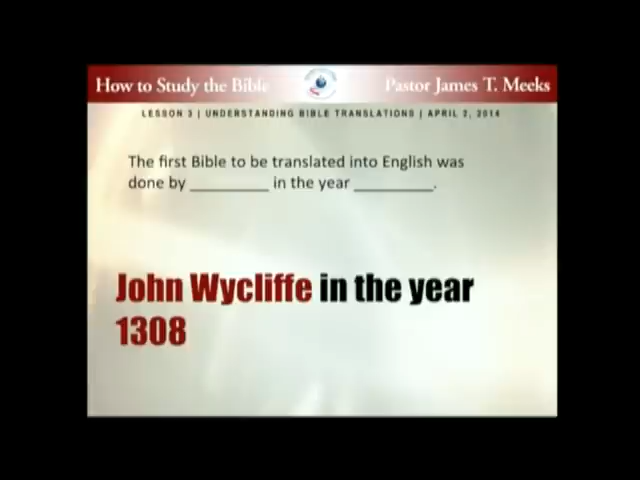 How to Study the Bible
Pastor James T. Meeks
LESSON 3 | UNDERSTANDING BIBLE TRANSLATIONS | APRIL 2, 2014
The first Bible to be translated into English was
done by _________ in the year _________.
John Wycliffe in the year
1308